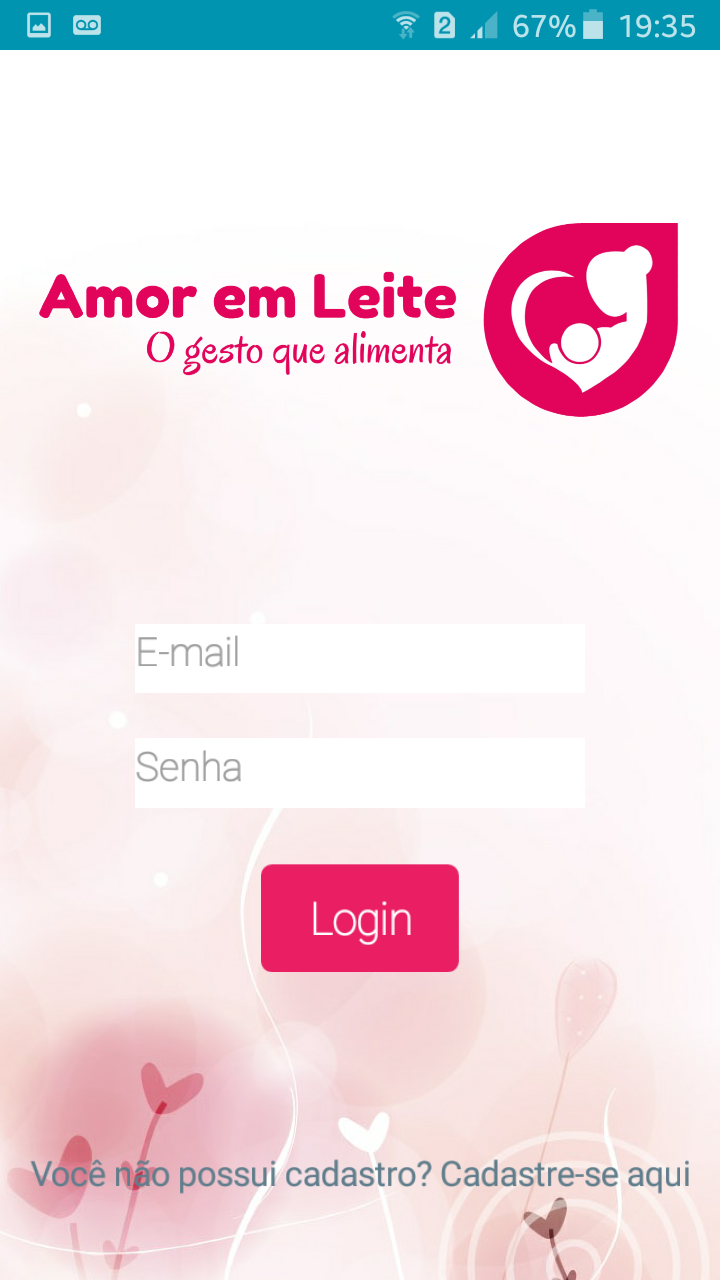 2 67% 19:35
Amor em Leite
O gesto que alimenta
E-mail
Senha
Login
Você não possui cadastro? Cadastre-se aqui